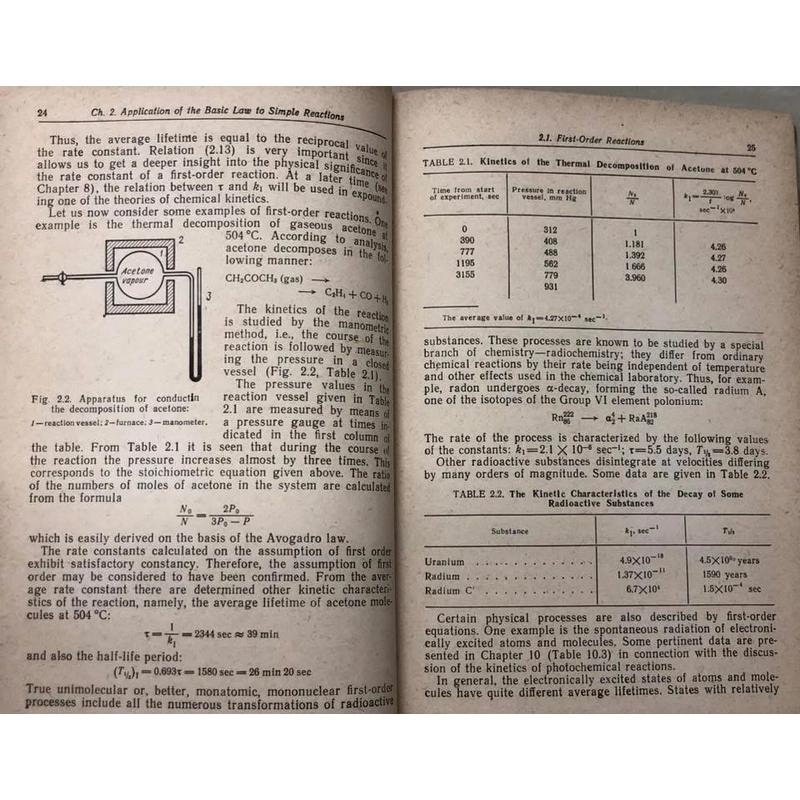 24 Ch. 2. Application of the Basic Law to Simple Reactions
Thus, the average lifetime is equal to the reciprocal value of
the rate constant. Relation (2.13) is very important since it
allows us to get a deeper insight into the physical significance of
the rate constant of a first-order reaction. At a later time (see
Chapter 8), the relation between τ and k₁ will be used in expound-
ing one of the theories of chemical kinetics.
Let us now consider some examples of first-order reactions. One
example is the thermal decomposition of gaseous acetone at
504 °C. According to analysis,
acetone decomposes in the fol-
lowing manner:
CH₃COCH₃ (gas) ⟶
⟶ C₂H₄ + CO + H₂
The kinetics of the reaction
is studied by the manometric
method, i.e., the course of the
reaction is followed by measur-
ing the pressure in a closed
vessel (Fig. 2.2, Table 2.1).
The pressure values in the
reaction vessel given in Table
2.1 are measured by means of
a pressure gauge at times in-
dicated in the first column of
1
2
3
Acetone
vapour
Fig. 2.2. Apparatus for conductin
the decomposition of acetone:
1—reaction vessel; 2—furnace; 3—manometer.
the table. From Table 2.1 it is seen that during the course of
the reaction the pressure increases almost by three times. This
corresponds to the stoichiometric equation given above. The ratio
of the numbers of moles of acetone in the system are calculated
from the formula
N₀/N = 2P₀/(3P₀ − P)
which is easily derived on the basis of the Avogadro law.
The rate constants calculated on the assumption of first order
exhibit satisfactory constancy. Therefore, the assumption of first
order may be considered to have been confirmed. From the aver-
age rate constant there are determined other kinetic characteri-
stics of the reaction, namely, the average lifetime of acetone mole-
cules at 504 °C:
τ = 1/k₁ = 2344 sec ≈ 39 min
and also the half-life period:
(T₁/₂)₁ = 0.693τ = 1580 sec = 26 min 20 sec
True unimolecular or, better, monatomic, mononuclear first-order
processes include all the numerous transformations of radioactive
2.1. First-Order Reactions 25
TABLE 2.1. Kinetics of the Thermal Decomposition of Acetone at 504 °C
Time from start
of experiment, sec
Pressure in reaction
vessel, mm Hg
N₀/N
k₁ = 2.303/t log N₀/N,
sec⁻¹×10⁴
0 312 1
390 408 1.181 4.26
777 488 1.392 4.27
1195 562 1 666 4.26
3155 779 3.960 4.30
931
The average value of k₁=4.27×10⁻⁴ sec⁻¹.
substances. These processes are known to be studied by a special
branch of chemistry—radiochemistry; they differ from ordinary
chemical reactions by their rate being independent of temperature
and other effects used in the chemical laboratory. Thus, for exam-
ple, radon undergoes α-decay, forming the so-called radium A,
one of the isotopes of the Group VI element polonium:
Rn₈₆²²² ⟶ α₂⁴ + RaA₈₂²¹⁸
The rate of the process is characterized by the following values
of the constants: k₁=2.1 × 10⁻⁶ sec⁻¹; τ=5.5 days, T₁/₂=3.8 days.
Other radioactive substances disintegrate at velocities differing
by many orders of magnitude. Some data are given in Table 2.2.
TABLE 2.2. The Kinetic Characteristics of the Decay of Some
Radioactive Substances
Substance k₁, sec⁻¹ T₁/₂
Uranium . . . . . . . . . . . . 4.9×10⁻¹⁸ 4.5×10⁹ years
Radium . . . . . . . . . . . . 1.37×10⁻¹¹ 1590 years
Radium C′ . . . . . . . . . . . 6.7×10⁴ 1.5×10⁻⁴ sec
Certain physical processes are also described by first-order
equations. One example is the spontaneous radiation of electroni-
cally excited atoms and molecules. Some pertinent data are pre-
sented in Chapter 10 (Table 10.3) in connection with the discus-
sion of the kinetics of photochemical reactions.
In general, the electronically excited states of atoms and mole-
cules have quite different average lifetimes. States with relatively